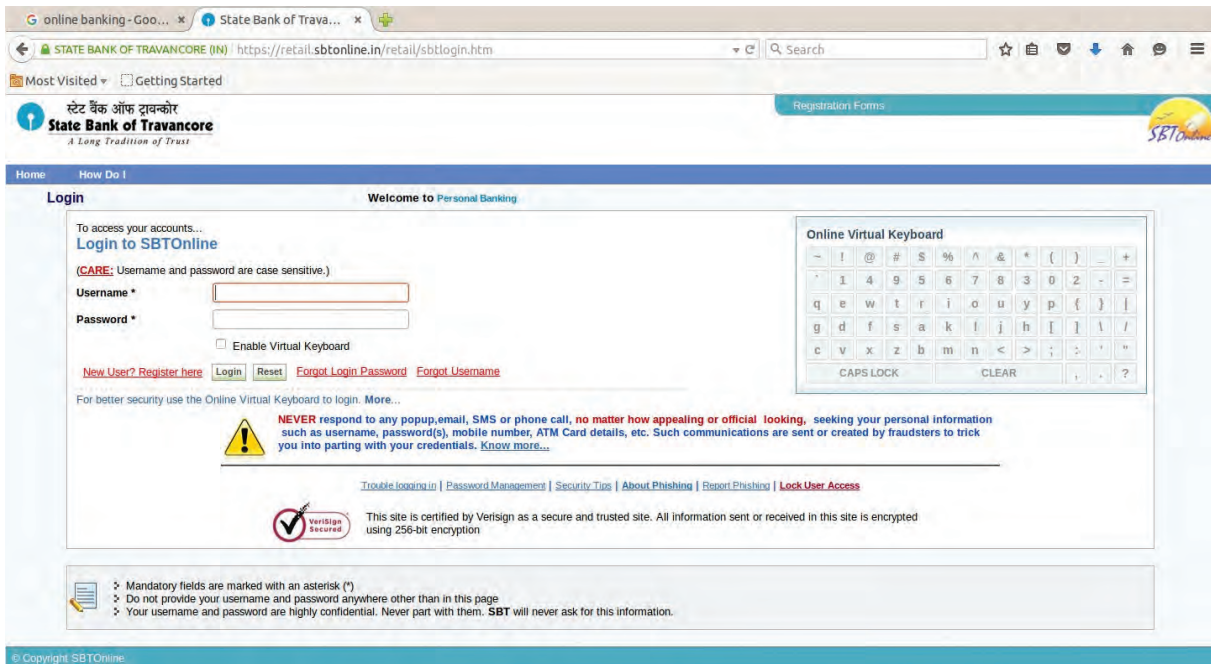 online banking - Goo... × State Bank of Trava... ×
STATE BANK OF TRAVANCORE (IN) https://retail.sbtonline.in/retail/sbtlogin.htm Search
Most Visited Getting Started
स्टेट बैंक ऑफ ट्रावन्कोर
State Bank of Travancore
A Long Tradition of Trust
Registration Forms
SBTOnline
Home How Do I
Login Welcome to Personal Banking
To access your accounts...
Login to SBTOnline
(CARE: Username and password are case sensitive.)
Username *
Password *
Enable Virtual Keyboard
New User? Register here Login Reset Forgot Login Password Forgot Username
For better security use the Online Virtual Keyboard to login. More...
Online Virtual Keyboard
~ ! @ # $ % ^ & * ( ) _ +
` 1 4 9 5 6 7 8 3 0 2 - =
q e w t r i o u y p { } |
g d f s a k l j h [ ] \ /
c v x z b m n < > ; : ' "
CAPS LOCK CLEAR , . ?
NEVER respond to any popup,email, SMS or phone call, no matter how appealing or official looking, seeking your personal information
such as username, password(s), mobile number, ATM Card details, etc. Such communications are sent or created by fraudsters to trick
you into parting with your credentials. Know more...
Trouble logging in | Password Management | Security Tips | About Phishing | Report Phishing | Lock User Access
VeriSign
Secured
This site is certified by Verisign as a secure and trusted site. All information sent or received in this site is encrypted
using 256-bit encryption
Mandatory fields are marked with an asterisk (*)
Do not provide your username and password anywhere other than in this page
Your username and password are highly confidential. Never part with them. SBT will never ask for this information.
© Copyright SBTOnline